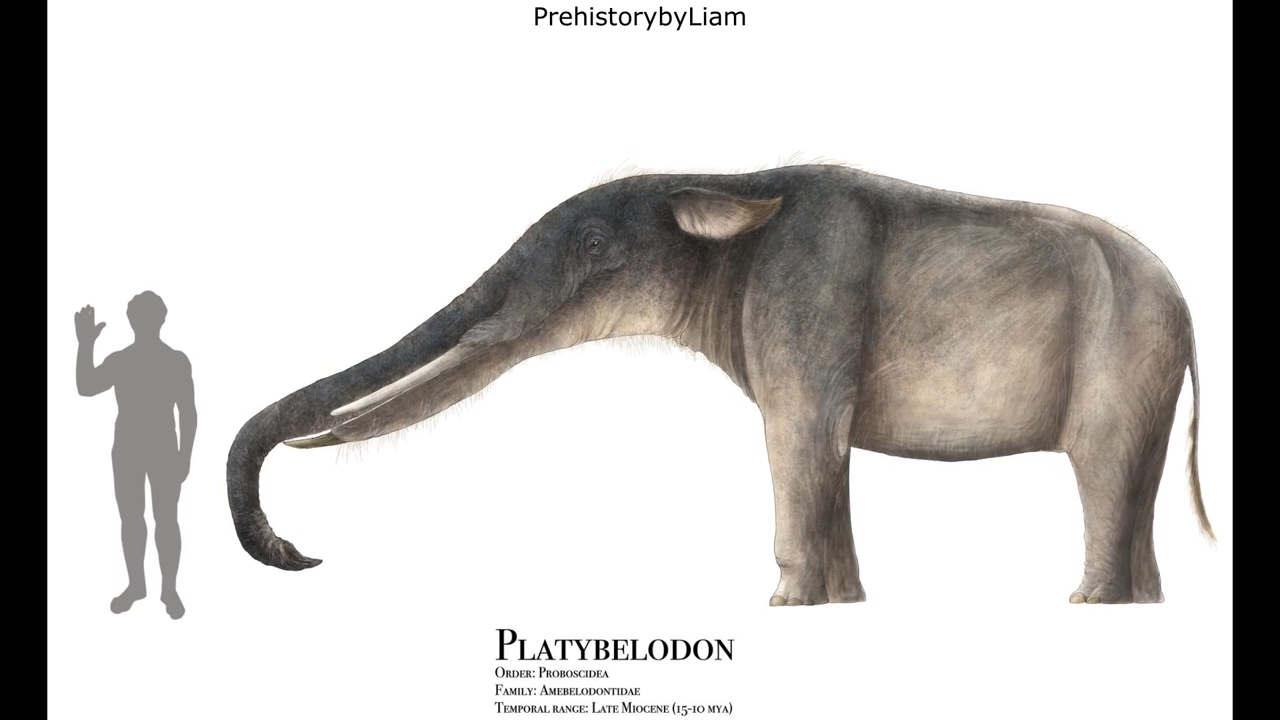 PrehistorybyLiam
Platybelodon
Order: Proboscidea
Family: Amebelodontidae
Temporal range: Late Miocene (15-10 mya)